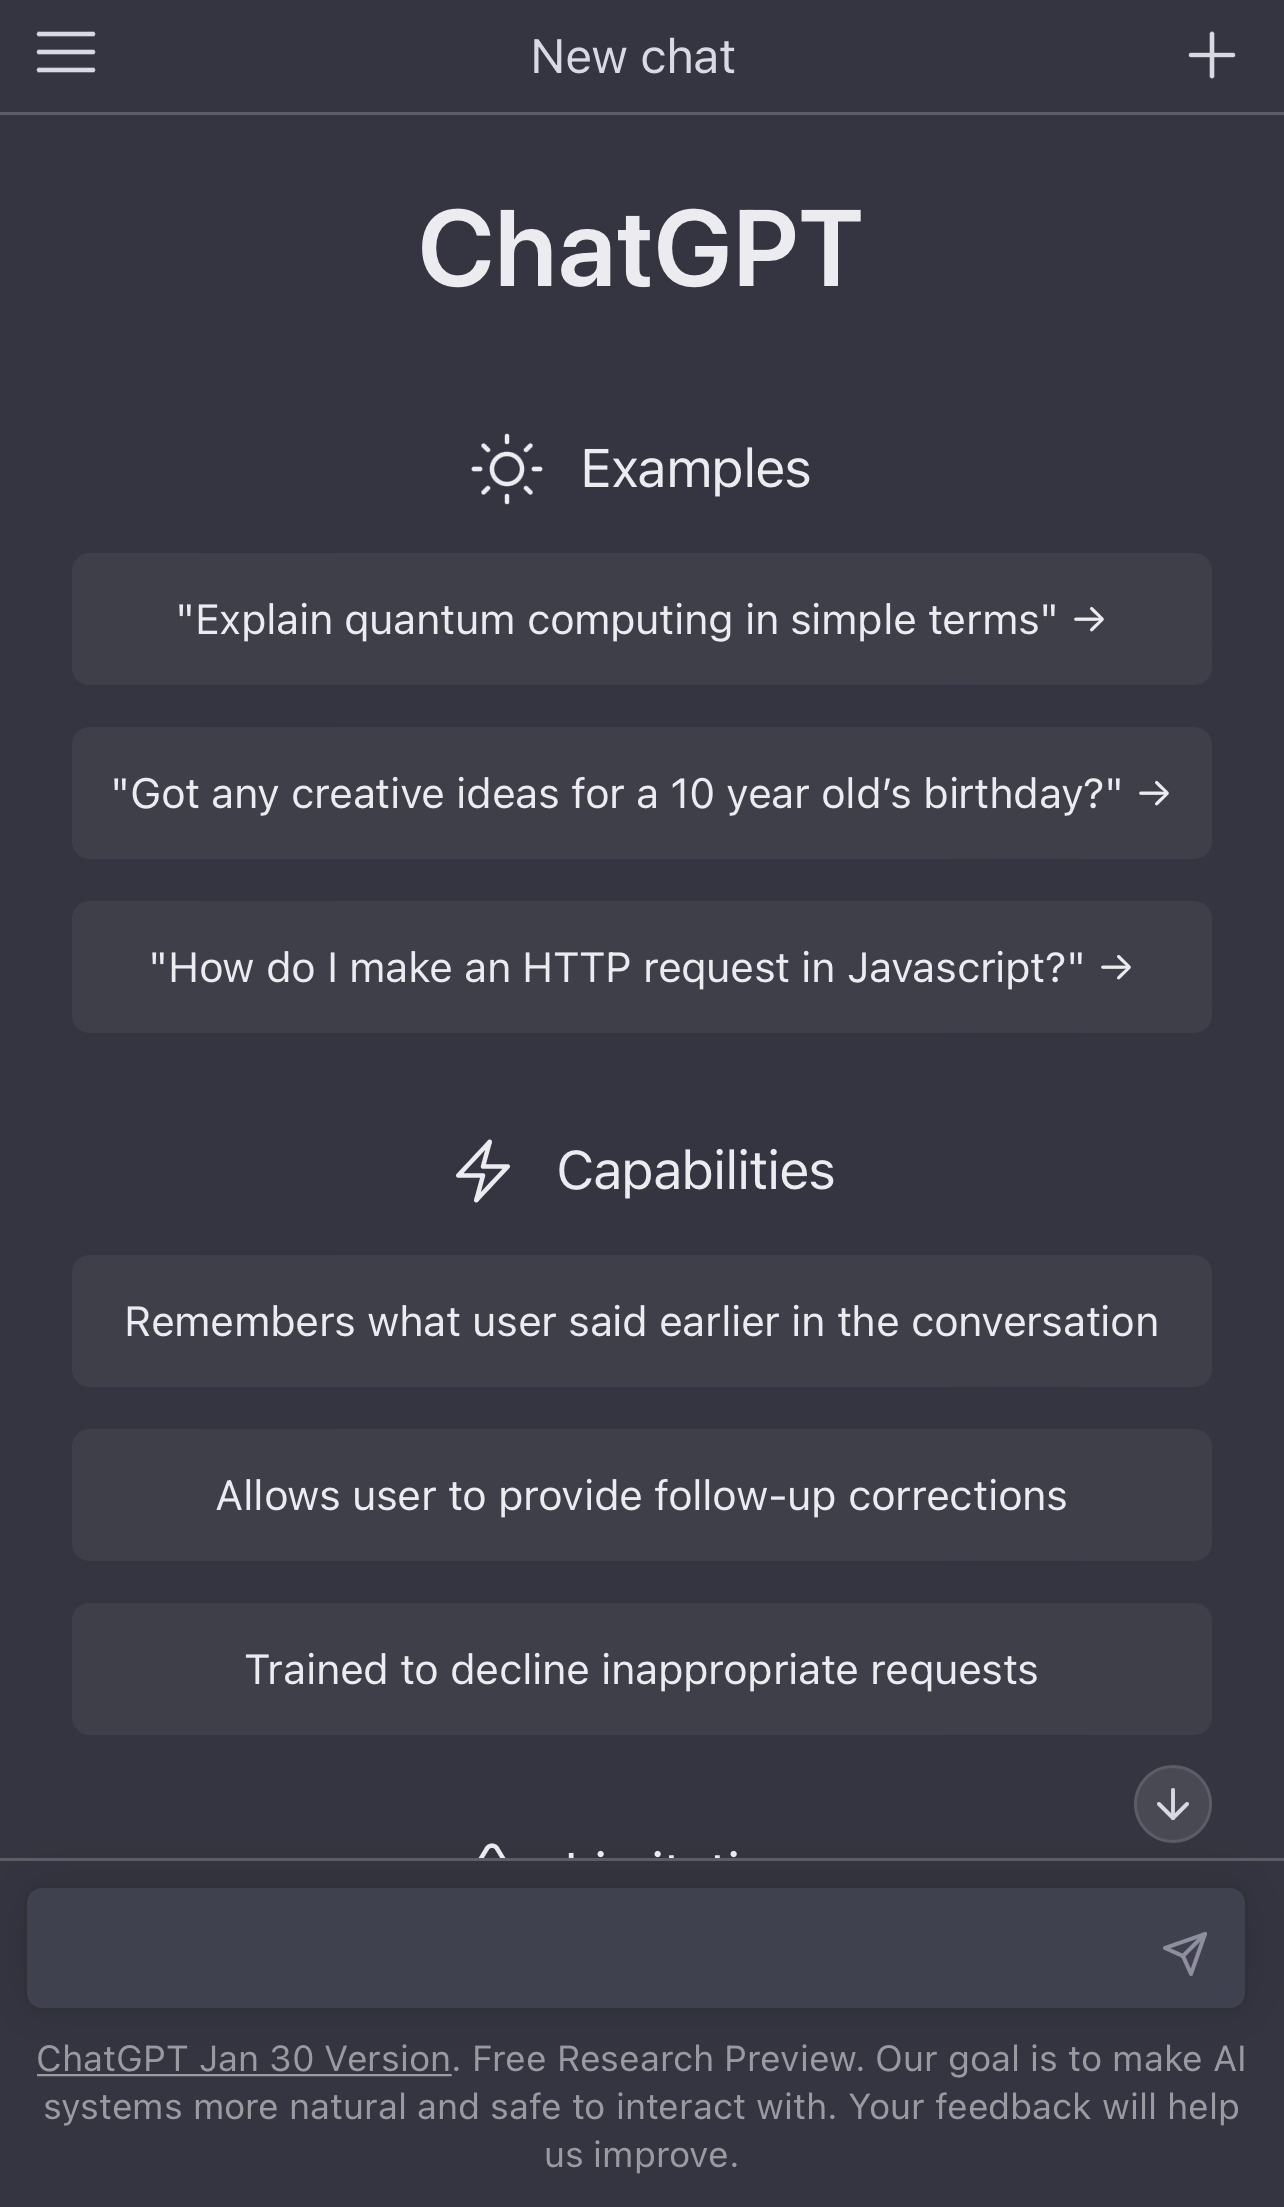 New chat
ChatGPT
Examples
"Explain quantum computing in simple terms" →
"Got any creative ideas for a 10 year old’s birthday?" →
"How do I make an HTTP request in Javascript?" →
Capabilities
Remembers what user said earlier in the conversation
Allows user to provide follow-up corrections
Trained to decline inappropriate requests
ChatGPT Jan 30 Version. Free Research Preview. Our goal is to make AI
systems more natural and safe to interact with. Your feedback will help
us improve.